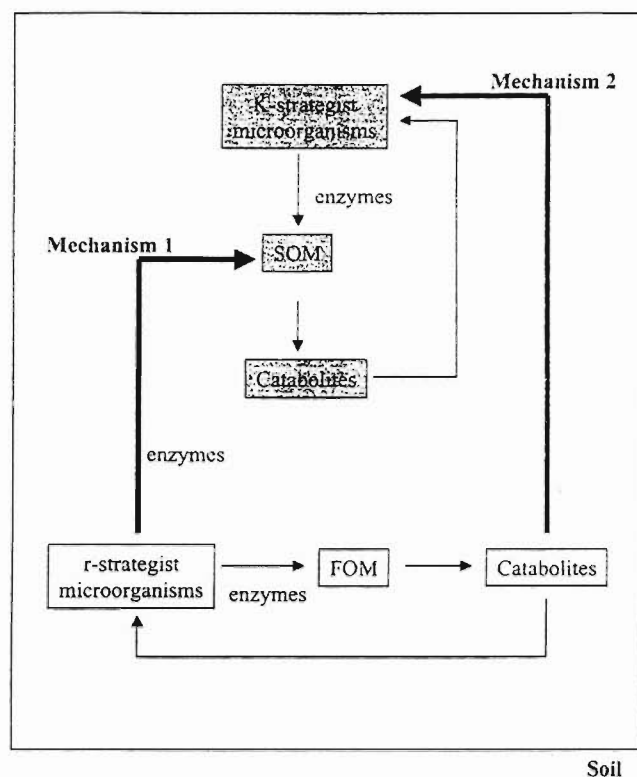 Mechanism 2
K-strategist
microorganisms
enzymes
Mechanism 1
SOM
Catabolites
enzymes
r-strategist
microorganisms
enzymes
FOM
Catabolites
Soil